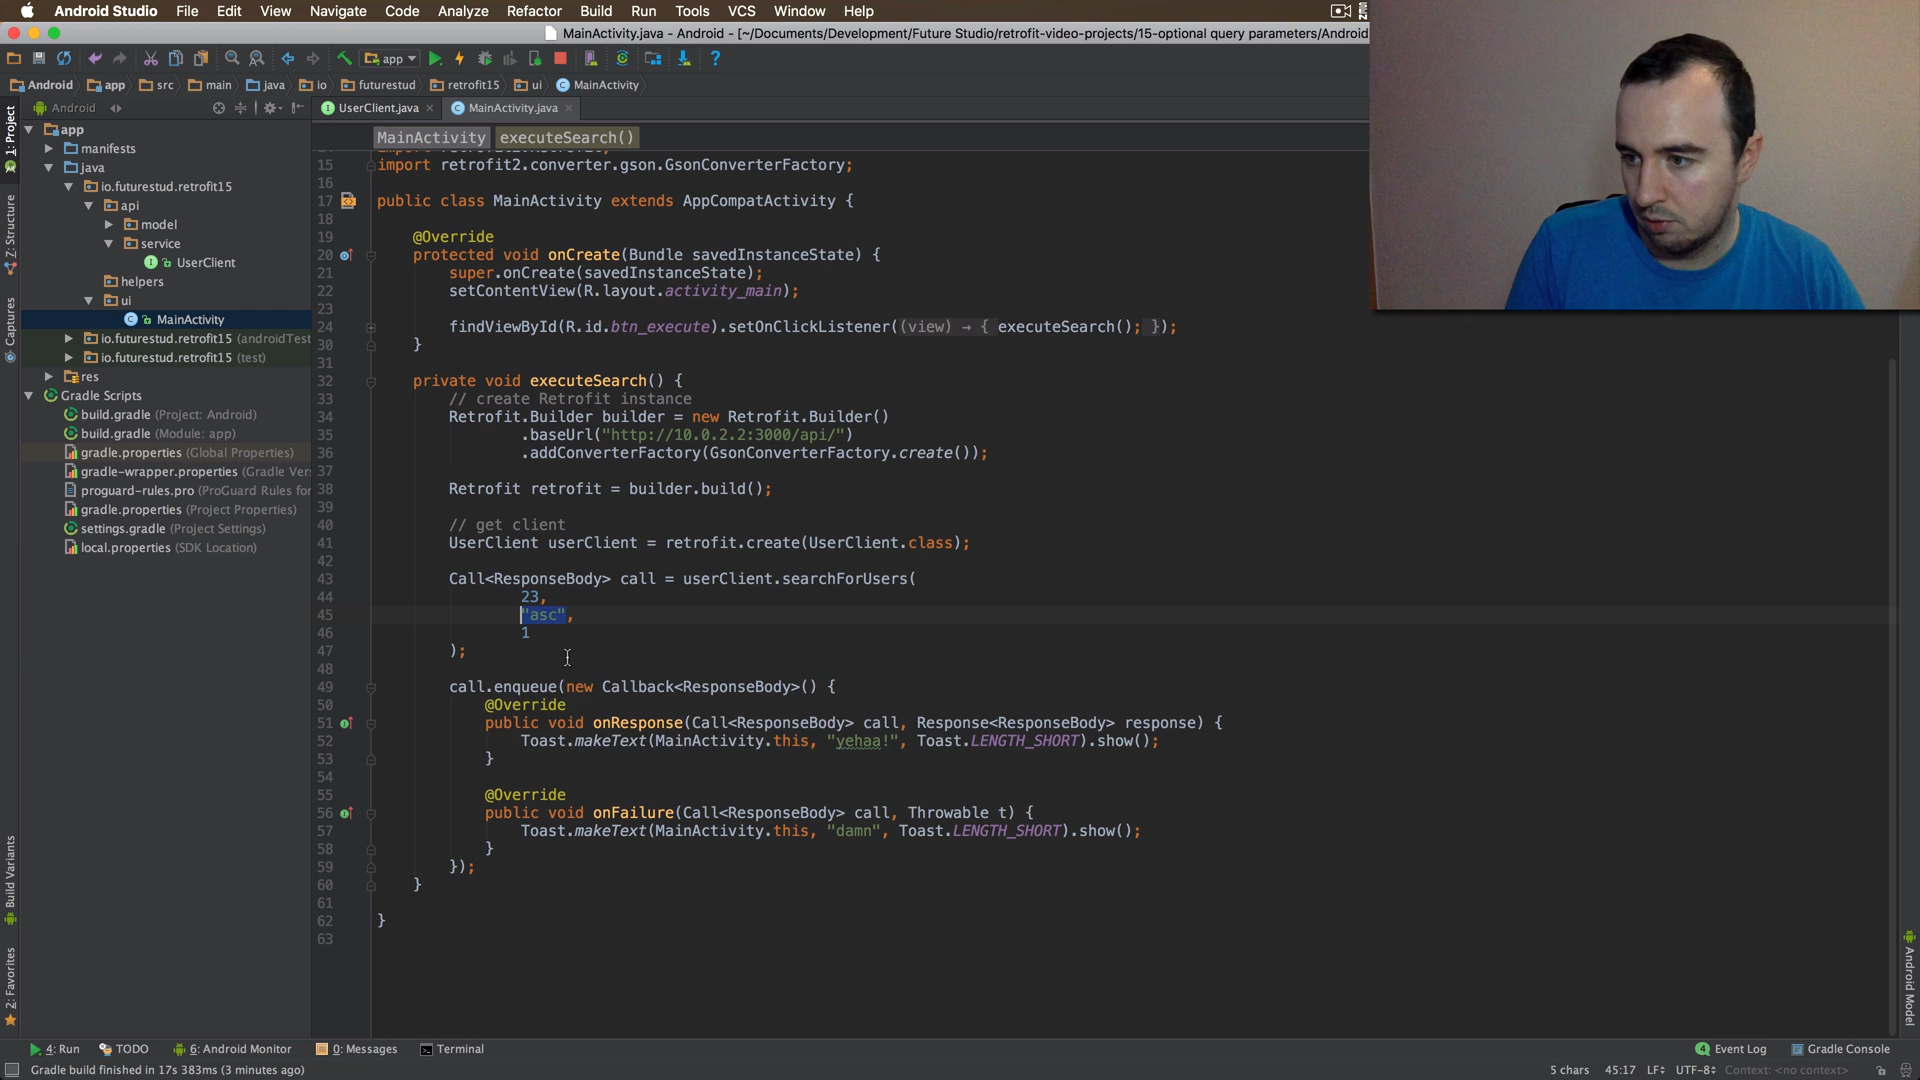 Android Studio File Edit View Navigate Code Analyze Refactor Build Run Tools VCS Window Help
MainActivity.java - Android - [~/Documents/Development/Future Studio/retrofit-video-projects/15-optional query parameters/Android
app
Android app src main java io futurestud retrofit15 ui MainActivity
Android
UserClient.java MainActivity.java
MainActivity executeSearch()
1: Project
Z: Structure
Captures
Build Variants
2: Favorites
app
manifests
java
io.futurestud.retrofit15
api
model
service
UserClient
helpers
ui
MainActivity
io.futurestud.retrofit15 (androidTest
io.futurestud.retrofit15 (test)
res
Gradle Scripts
build.gradle (Project: Android)
build.gradle (Module: app)
gradle.properties (Global Properties)
gradle-wrapper.properties (Gradle Vers
proguard-rules.pro (ProGuard Rules for
gradle.properties (Project Properties)
settings.gradle (Project Settings)
local.properties (SDK Location)
15 import retrofit2.converter.gson.GsonConverterFactory;
16
17 public class MainActivity extends AppCompatActivity {
18
19 @Override
20 protected void onCreate(Bundle savedInstanceState) {
21 super.onCreate(savedInstanceState);
22 setContentView(R.layout.activity_main);
23
24 findViewById(R.id.btn_execute).setOnClickListener((view) → { executeSearch(); });
30 }
31
32 private void executeSearch() {
33 // create Retrofit instance
34 Retrofit.Builder builder = new Retrofit.Builder()
35 .baseUrl("http://10.0.2.2:3000/api/")
36 .addConverterFactory(GsonConverterFactory.create());
37
38 Retrofit retrofit = builder.build();
39
40 // get client
41 UserClient userClient = retrofit.create(UserClient.class);
42
43 Call<ResponseBody> call = userClient.searchForUsers(
44 23,
45 "asc",
46 1
47 );
48
49 call.enqueue(new Callback<ResponseBody>() {
50 @Override
51 public void onResponse(Call<ResponseBody> call, Response<ResponseBody> response) {
52 Toast.makeText(MainActivity.this, "yehaa!", Toast.LENGTH_SHORT).show();
53 }
54
55 @Override
56 public void onFailure(Call<ResponseBody> call, Throwable t) {
57 Toast.makeText(MainActivity.this, "damn", Toast.LENGTH_SHORT).show();
58 }
59 });
60 }
61
62 }
63
Android Model
4: Run TODO 6: Android Monitor 0: Messages Terminal 4 Event Log Gradle Console
Gradle build finished in 17s 383ms (3 minutes ago) 5 chars 45:17 LF UTF-8 Context: <no context>